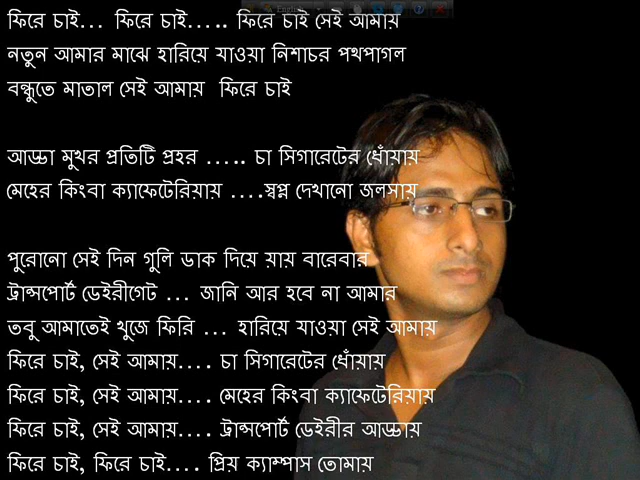 ফিরে চাই... ফিরে চাই..... ফিরে চাই সেই আমায়
নতুন আমার মাঝে হারিয়ে যাওয়া নিশাচর পথপাগল
বন্ধুতে মাতাল সেই আমায় ফিরে চাই
আড্ডা মুখর প্রতিটি প্রহর ..... চা সিগারেটের ধোঁয়ায়
মেহের কিংবা ক্যাফেটেরিয়ায় ....স্বপ্ন দেখানো জলসায়
পুরোনো সেই দিন গুলি ডাক দিয়ে যায় বারেবার
ট্রান্সপোর্ট ডেইরীগেট ... জানি আর হবে না আমার
তবু আমাতেই খুজে ফিরি ... হারিয়ে যাওয়া সেই আমায়
ফিরে চাই, সেই আমায়.... চা সিগারেটের ধোঁয়ায়
ফিরে চাই, সেই আমায়.... মেহের কিংবা ক্যাফেটেরিয়ায়
ফিরে চাই, সেই আমায়.... ট্রান্সপোর্ট ডেইরীর আড্ডায়
ফিরে চাই, ফিরে চাই.... প্রিয় ক্যাম্পাস তোমায়